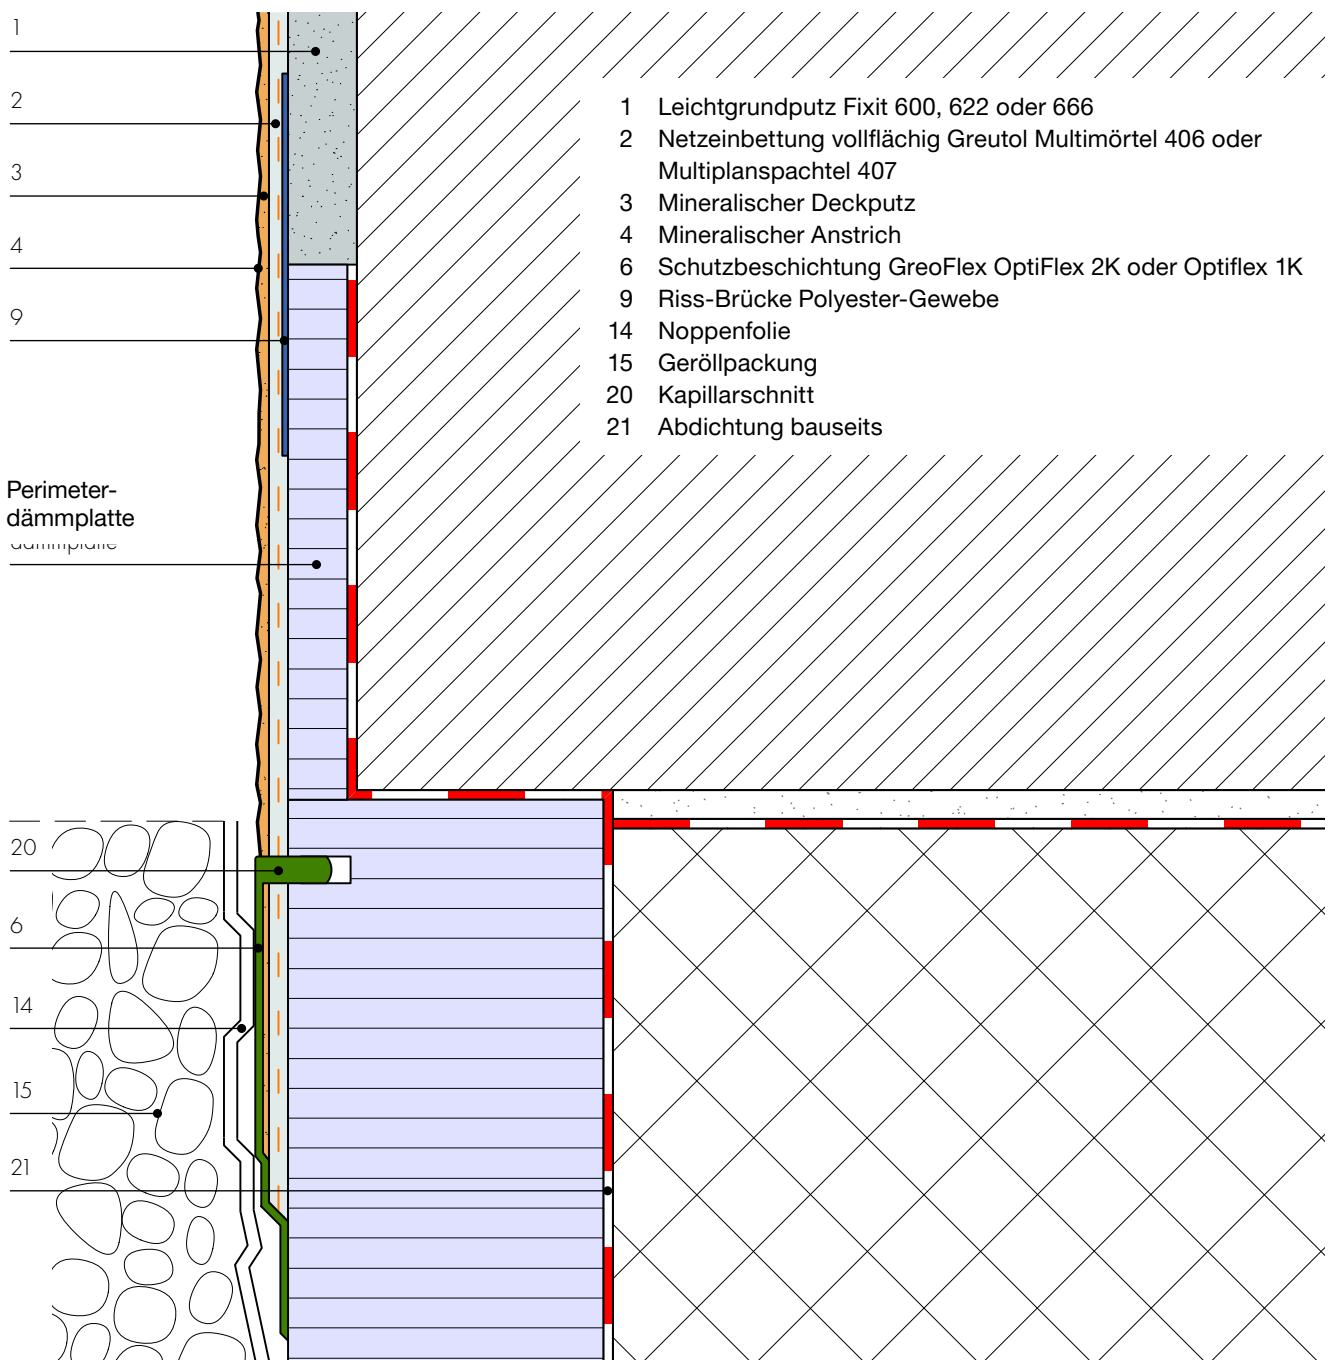 1
2
3
4
9
Perimeter-
dämmplatte
dämmplatte
20
6
14
15
21
1 Leichtgrundputz Fixit 600, 622 oder 666
2 Netzeinbettung vollflächig Greutol Multimörtel 406 oder
Multiplanspachtel 407
3 Mineralischer Deckputz
4 Mineralischer Anstrich
6 Schutzbeschichtung GreoFlex OptiFlex 2K oder Optiflex 1K
9 Riss-Brücke Polyester-Gewebe
14 Noppenfolie
15 Geröllpackung
20 Kapillarschnitt
21 Abdichtung bauseits